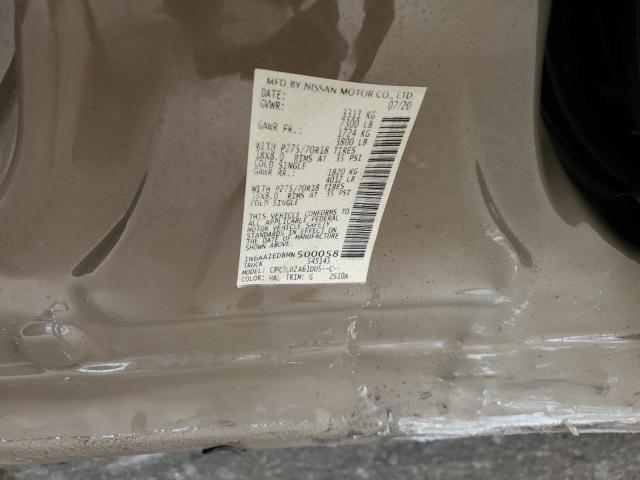 MFD. BY NISSAN MOTOR CO., LTD.
DATE: 07/20
GVWR: 3311 KG
7300 LB
GAWR FR.: 1724 KG
3800 LB
WITH P275/70R18 TIRES
18X8.0 RIMS AT 35 PSI
COLD SINGLE
GAWR RR.: 1820 KG
4012 LB
WITH P275/70R18 TIRES
18X8.0 RIMS AT 35 PSI
COLD SINGLE
THIS VEHICLE CONFORMS TO
ALL APPLICABLE FEDERAL
MOTOR VEHICLE SAFETY
STANDARDS IN EFFECT ON
THE DATE OF MANUFACTURE
SHOWN ABOVE.
1N6AA1ED8MN500058
TRUCK 545145
MODEL:
COLOR: HAL TRIM: G